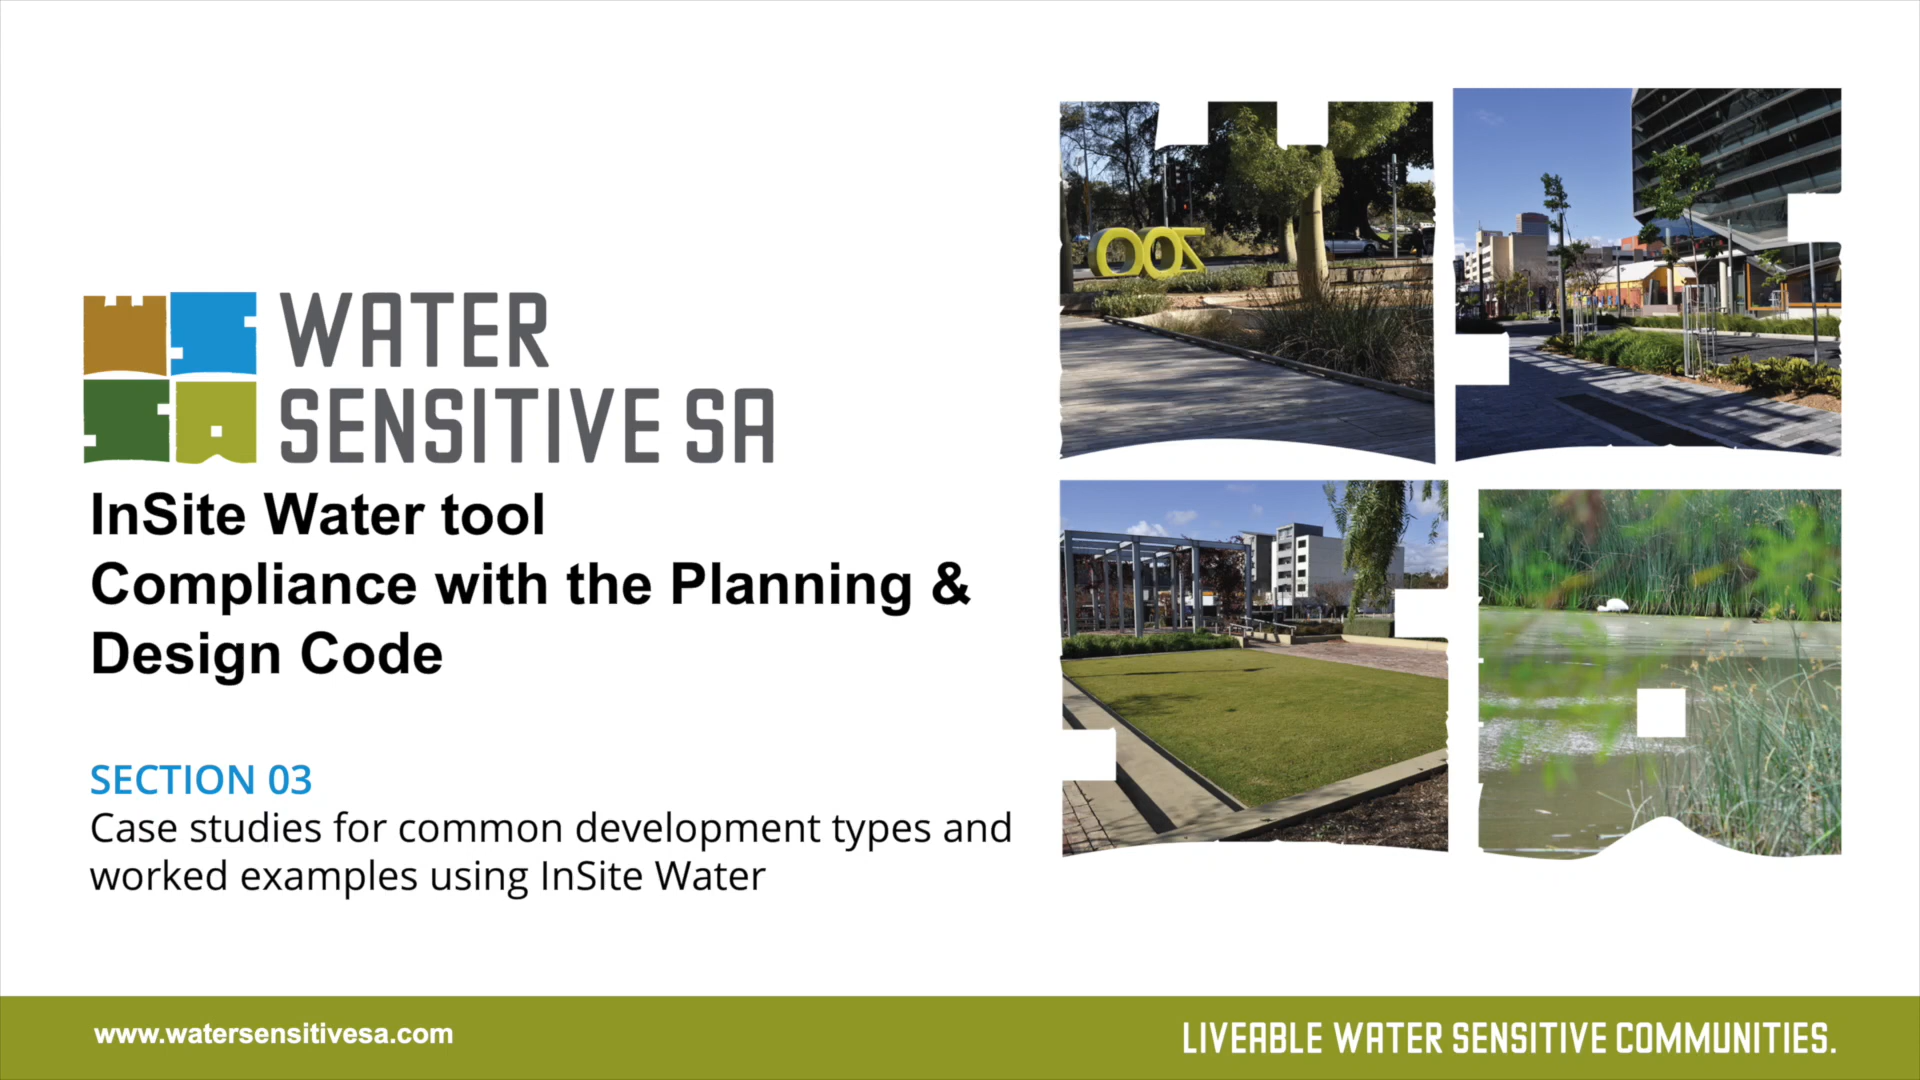 WATER
SENSITIVE SA
InSite Water tool
Compliance with the Planning &
Design Code
SECTION 03
Case studies for common development types and
worked examples using InSite Water
ZOO
www.watersensitivesa.com
LIVEABLE WATER SENSITIVE COMMUNITIES.